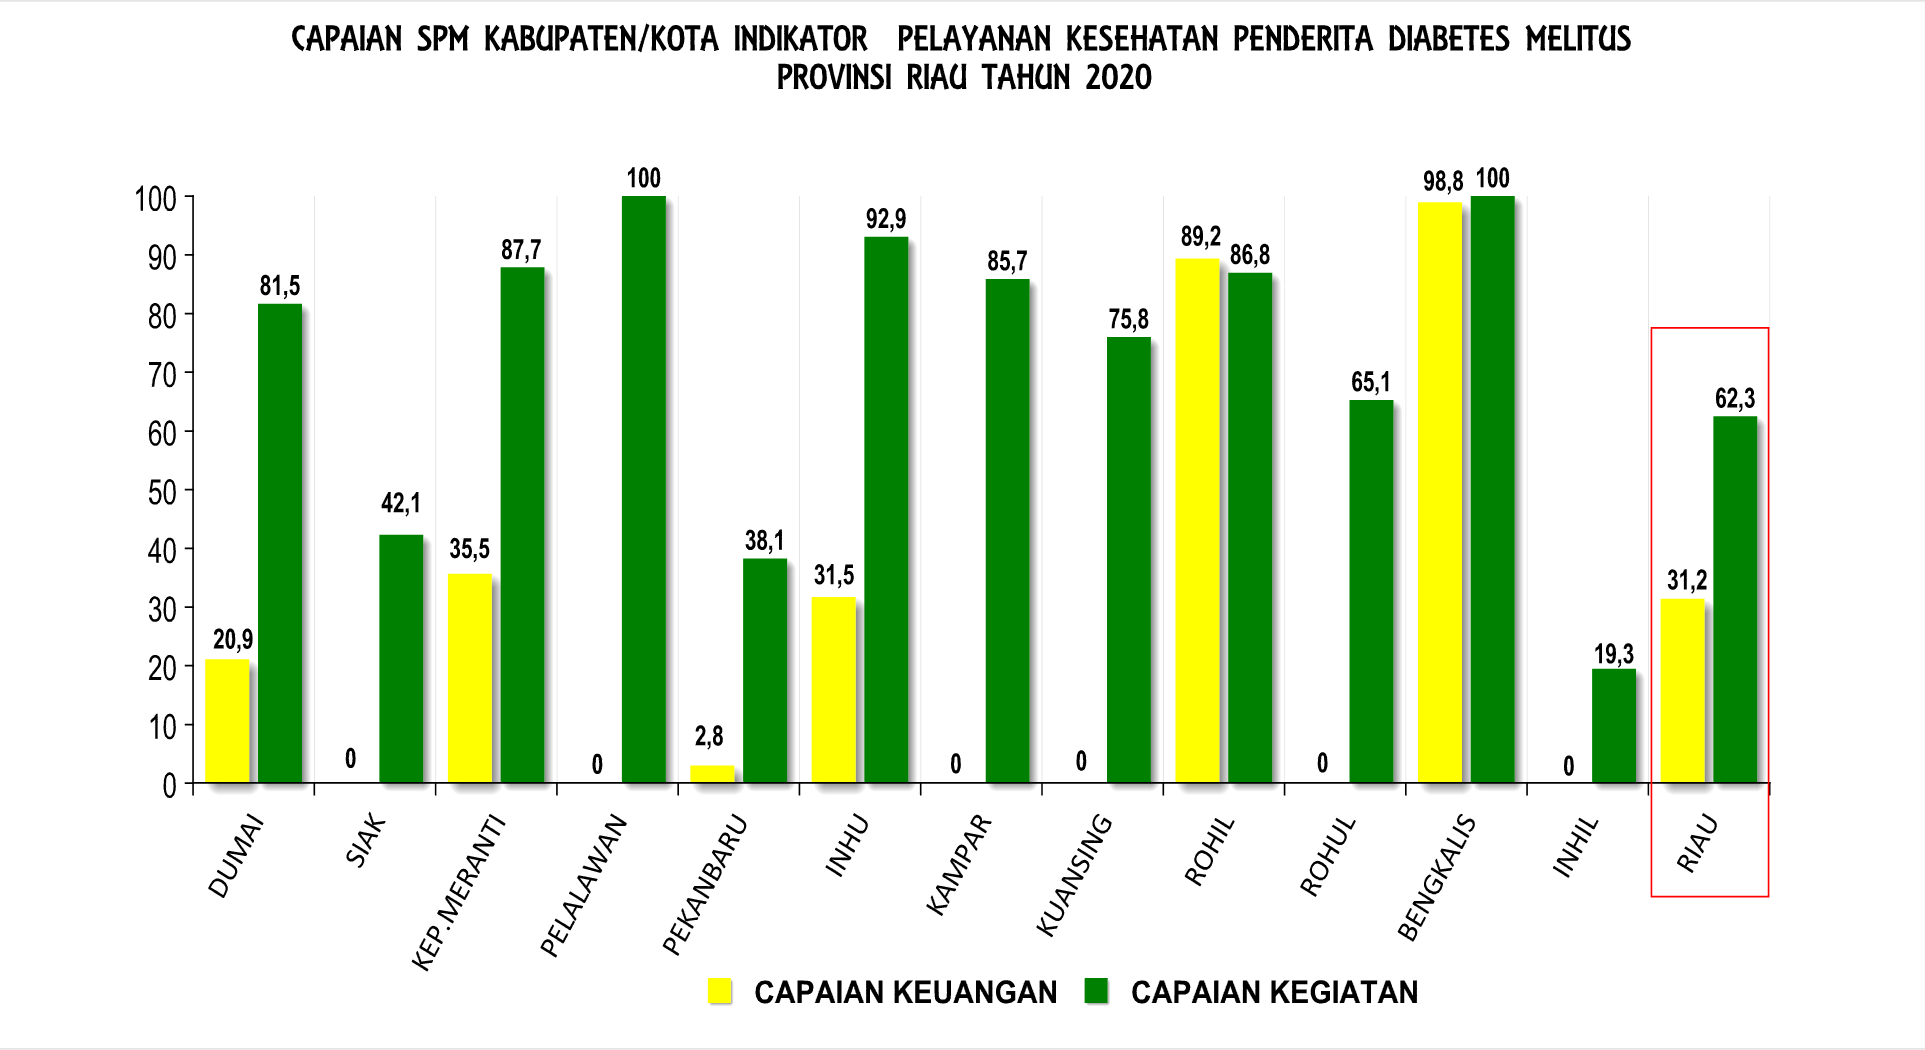 CAPAIAN SPM KABUPATEN/KOTA INDIKATOR PELAYANAN KESEHATAN PENDERITA DIABETES MELITUS
PROVINSI RIAU TAHUN 2020
100
90
80
70
60
50
40
30
20
10
0
20,9
81,5
0
42,1
35,5
87,7
0
100
2,8
38,1
31,5
92,9
0
85,7
0
75,8
89,2
86,8
0
65,1
98,8
100
0
19,3
31,2
62,3
DUMAI
SIAK
KEP.MERANTI
PELALAWAN
PEKANBARU
INHU
KAMPAR
KUANSING
ROHIL
ROHUL
BENGKALIS
INHIL
RIAU
CAPAIAN KEUANGAN
CAPAIAN KEGIATAN